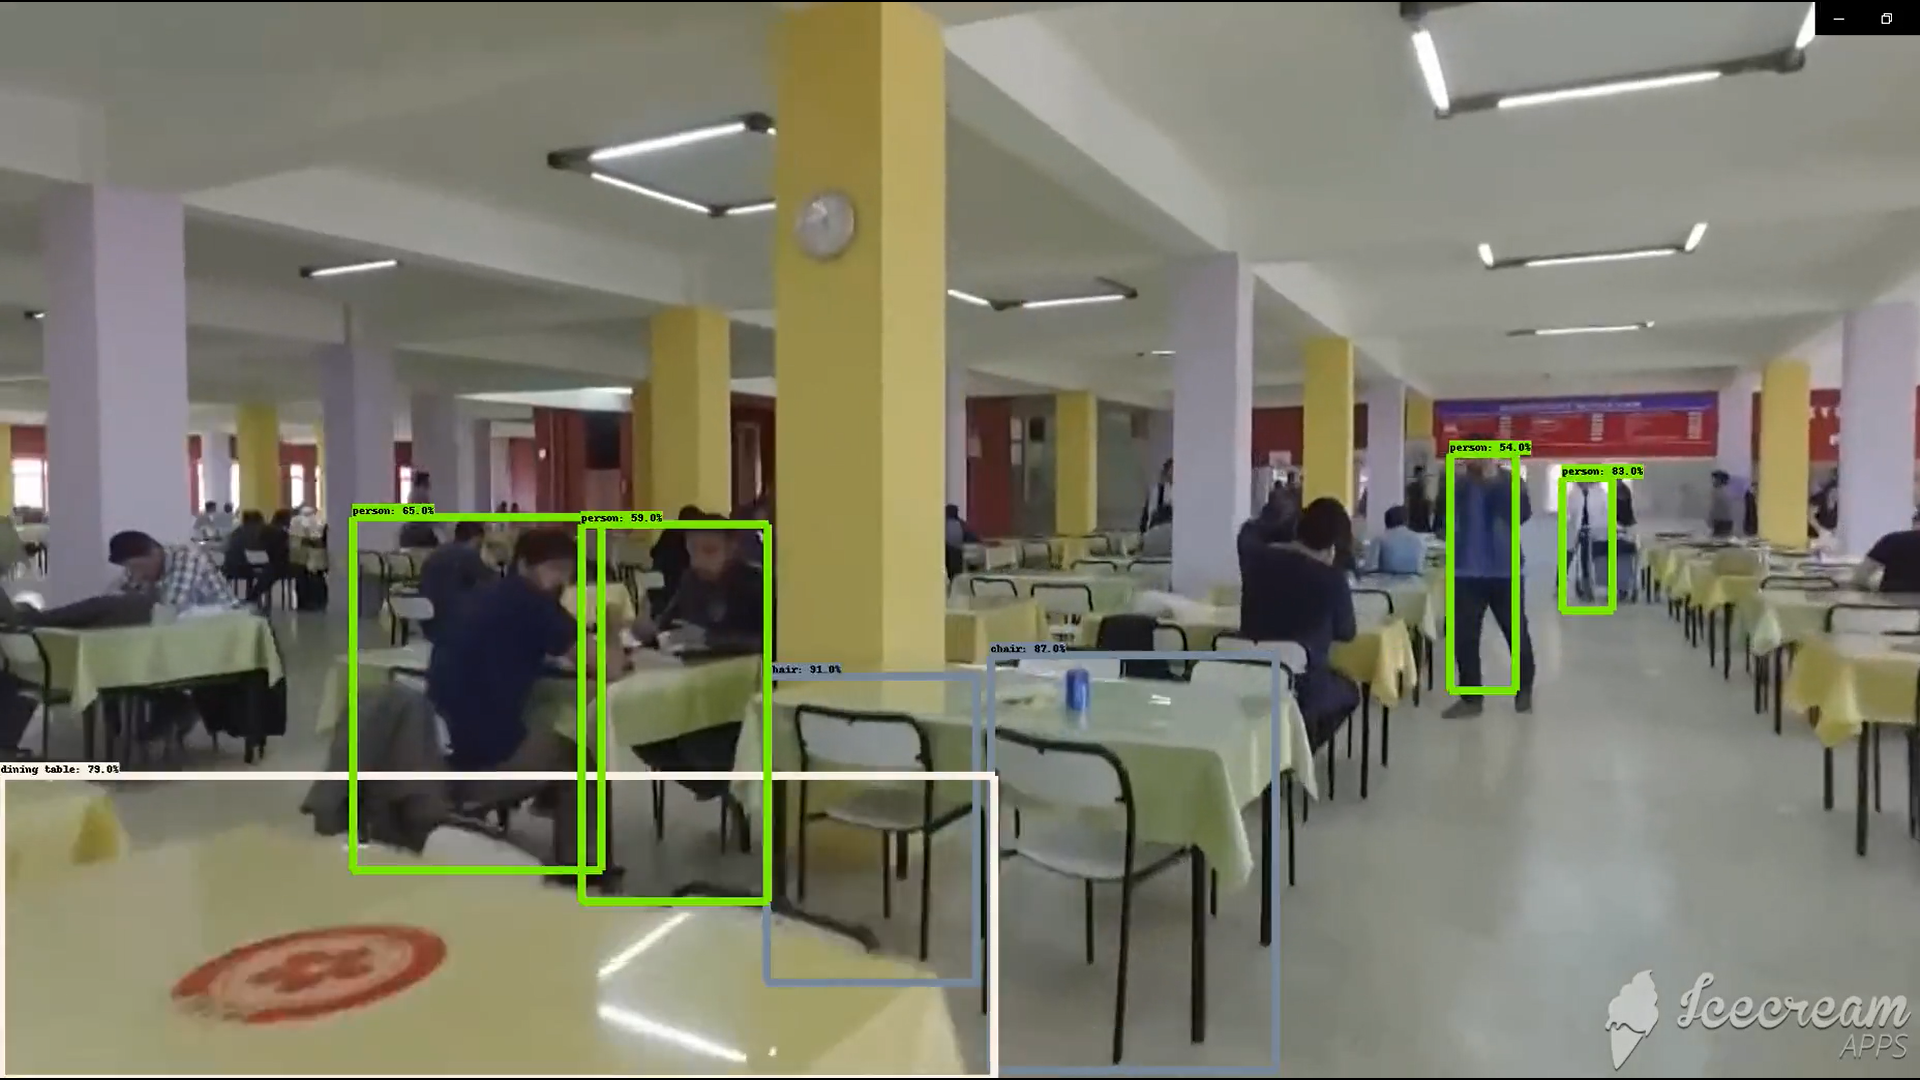 person: 54.0%
person: 83.0%
person: 65.0%
person: 59.0%
chair: 87.0%
hair: 91.0%
dining table: 79.0%
Icecream
APPS